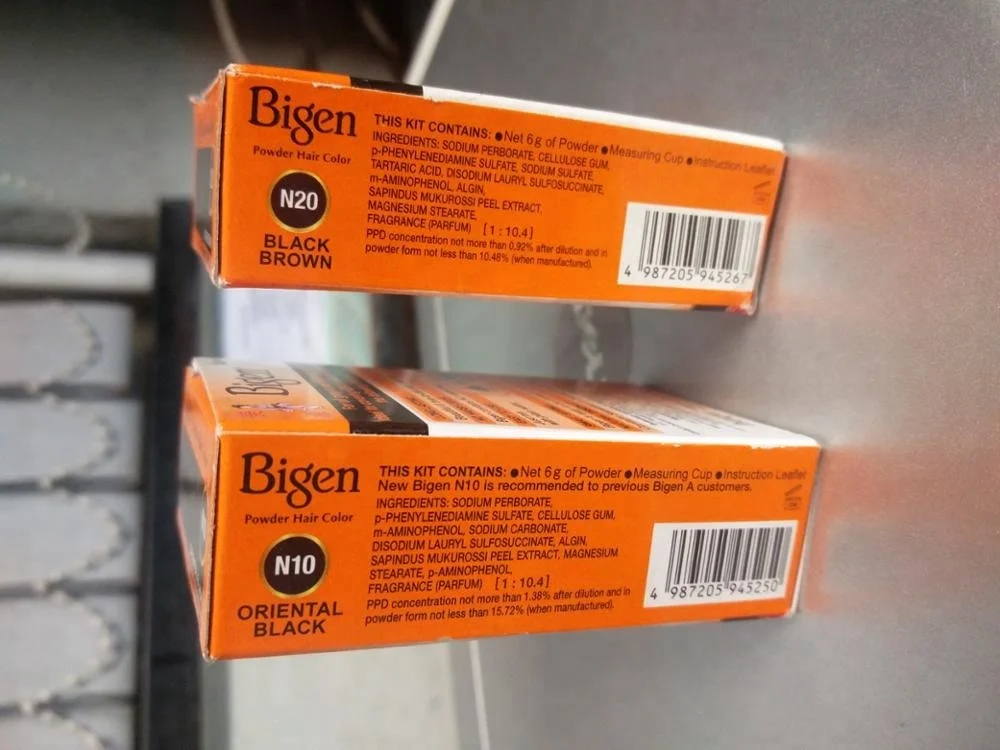 Bigen
Powder Hair Color
N20
BLACK
BROWN
THIS KIT CONTAINS: ●Net 6g of Powder ●Measuring Cup ●Instruction Leaflet
INGREDIENTS: SODIUM PERBORATE, CELLULOSE GUM,
p-PHENYLENEDIAMINE SULFATE, SODIUM SULFATE,
TARTARIC ACID, DISODIUM LAURYL SULFOSUCCINATE,
m-AMINOPHENOL, ALGIN,
SAPINDUS MUKUROSSI PEEL EXTRACT,
MAGNESIUM STEARATE,
FRAGRANCE (PARFUM) [1 : 10.4]
PPD concentration not more than 0.92% after dilution and in
powder form not less than 10.48% (when manufactured).
4 987205 945267
Bigen
Bigen
Powder Hair Color
N10
ORIENTAL
BLACK
THIS KIT CONTAINS: ●Net 6g of Powder ●Measuring Cup ●Instruction Leaflet
New Bigen N10 is recommended to previous Bigen A customers.
INGREDIENTS: SODIUM PERBORATE,
p-PHENYLENEDIAMINE SULFATE, CELLULOSE GUM,
m-AMINOPHENOL, SODIUM CARBONATE,
DISODIUM LAURYL SULFOSUCCINATE, ALGIN,
SAPINDUS MUKUROSSI PEEL EXTRACT, MAGNESIUM
STEARATE, p-AMINOPHENOL,
FRAGRANCE (PARFUM) [1 : 10.4]
PPD concentration not more than 1.38% after dilution and in
powder form not less than 15.72% (when manufactured).
4 987205 945250